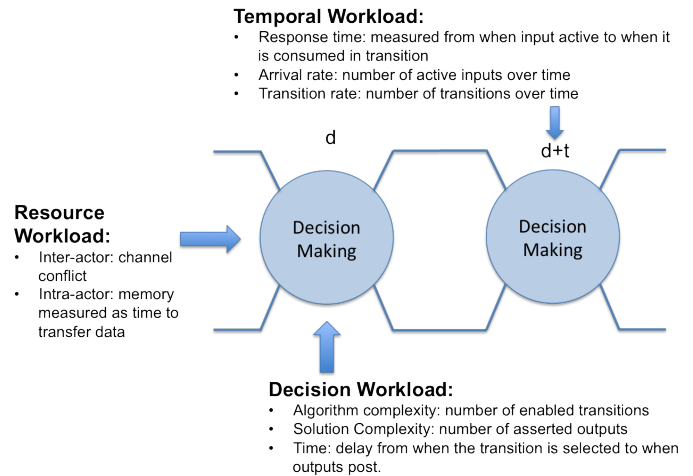 Temporal Workload:
• Response time: measured from when input active to when it
is consumed in transition
• Arrival rate: number of active inputs over time
• Transition rate: number of transitions over time
d
d+t
Resource
Workload:
• Inter-actor: channel
conflict
• Intra-actor: memory
measured as time to
transfer data
Decision
Making
Decision
Making
Decision Workload:
• Algorithm complexity: number of enabled transitions
• Solution Complexity: number of asserted outputs
• Time: delay from when the transition is selected to when
outputs post.